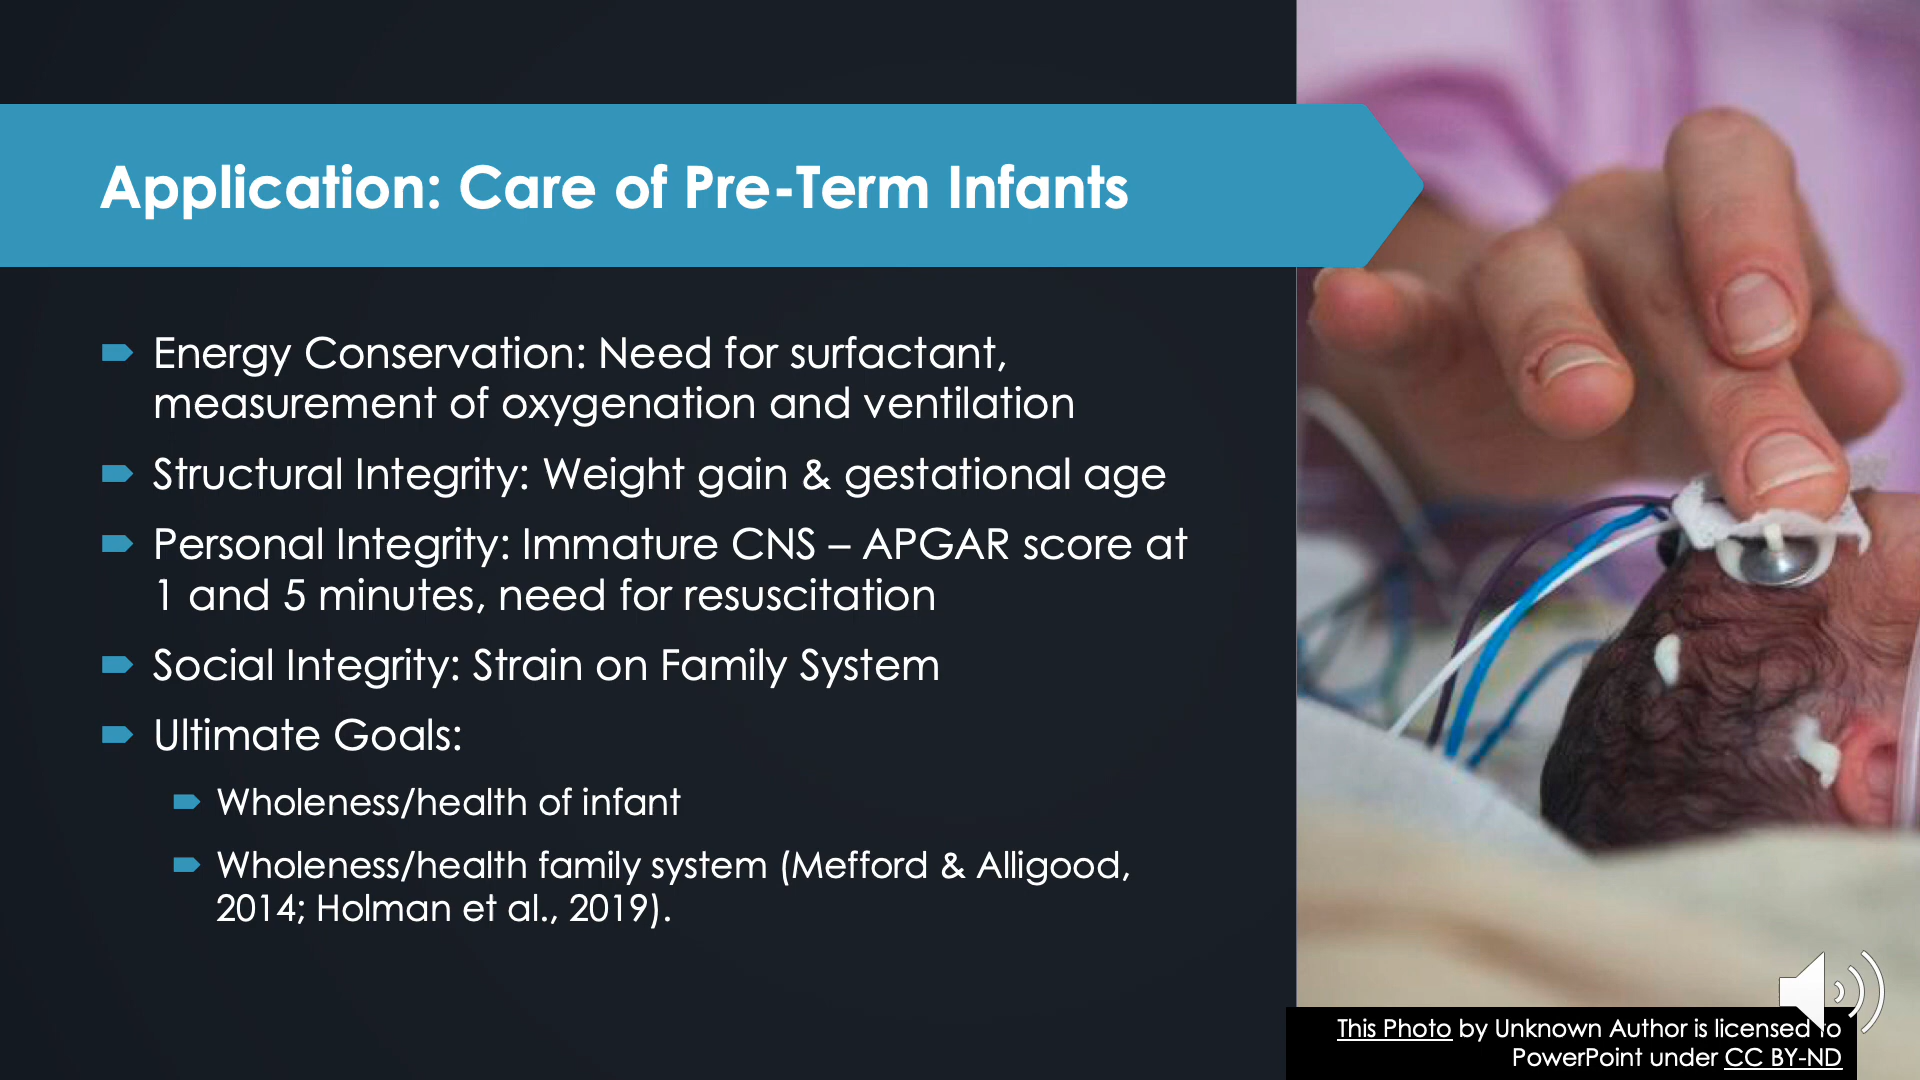 Application: Care of Pre-Term Infants
Energy Conservation: Need for surfactant,
measurement of oxygenation and ventilation
Structural Integrity: Weight gain & gestational age
Personal Integrity: Immature CNS – APGAR score at
1 and 5 minutes, need for resuscitation
Social Integrity: Strain on Family System
Ultimate Goals:
Wholeness/health of infant
Wholeness/health family system (Mefford & Alligood,
2014; Holman et al., 2019).
This Photo by Unknown Author is licensed to
PowerPoint under CC BY-ND